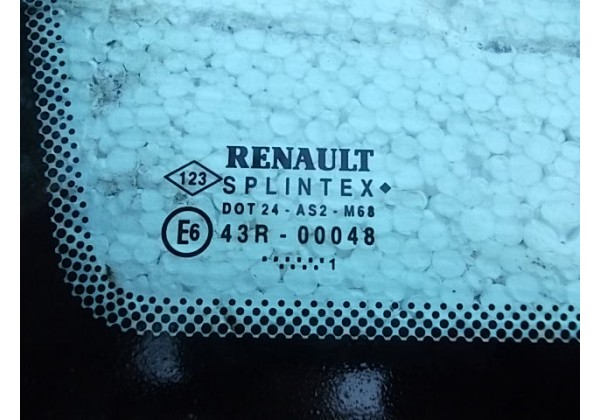 RENAULT
123 SPLINTEX
DOT 24 - AS2 - M68
E6 43R - 00048
1